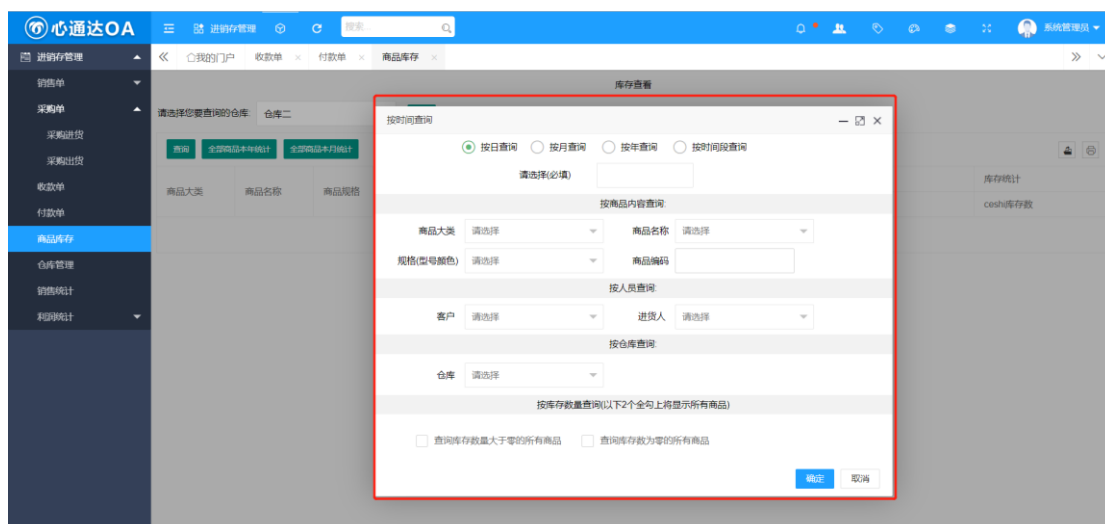 心通达OA 进销存管理 搜索... 系统管理员
进销存管理 我的门户 收款单 付款单 商品库存
销售单
库存查看
采购单
请选择您要查询的仓库 仓库二
采购进货
采购出货
查询 全部商品本年统计 全部商品本月统计
收款单
商品大类 商品名称 商品规格
库存统计
ceshi库存数
付款单
商品库存
仓库管理
销售统计
利润统计
按时间查询
按日查询 按月查询 按年查询 按时间段查询
请选择(必填)
按商品内容查询:
商品大类 请选择 商品名称 请选择
规格(型号颜色) 请选择 商品编码
按人员查询:
客户 请选择 进货人 请选择
按仓库查询:
仓库 请选择
按库存数量查询(以下2个全勾上将显示所有商品)
查询库存数量大于零的所有商品 查询库存数为零的所有商品
确定 取消